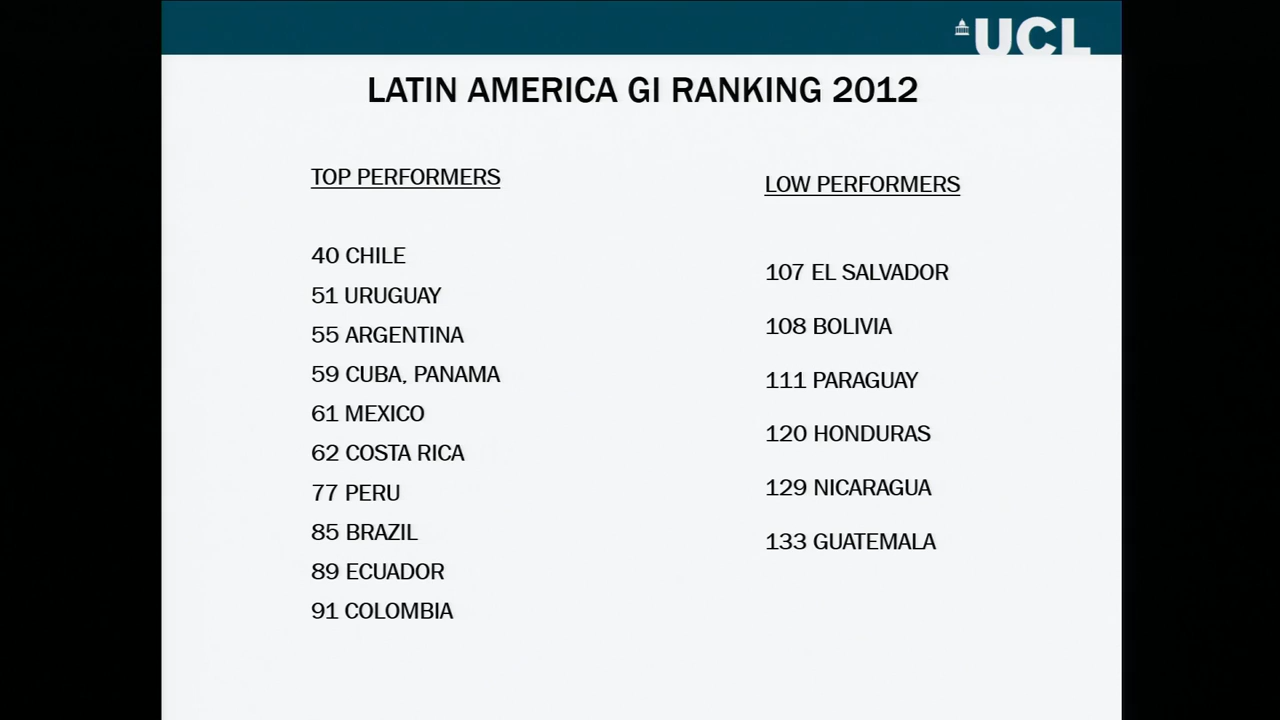 UCL
LATIN AMERICA GI RANKING 2012
TOP PERFORMERS
40 CHILE
51 URUGUAY
55 ARGENTINA
59 CUBA, PANAMA
61 MEXICO
62 COSTA RICA
77 PERU
85 BRAZIL
89 ECUADOR
91 COLOMBIA
LOW PERFORMERS
107 EL SALVADOR
108 BOLIVIA
111 PARAGUAY
120 HONDURAS
129 NICARAGUA
133 GUATEMALA